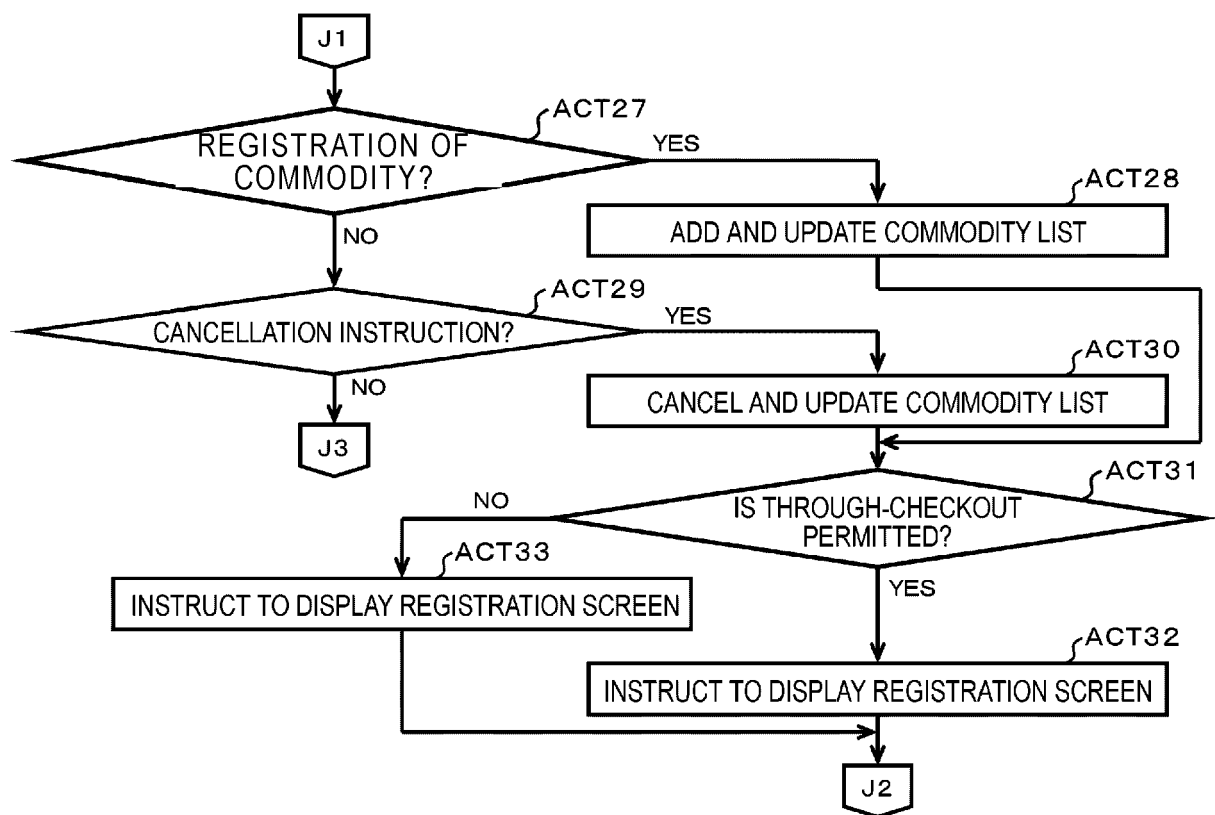 J1
ACT27
REGISTRATION OF
COMMODITY?
YES
ACT28
ADD AND UPDATE COMMODITY LIST
NO
ACT29
CANCELLATION INSTRUCTION?
YES
ACT30
CANCEL AND UPDATE COMMODITY LIST
NO
J3
ACT31
IS THROUGH-CHECKOUT
PERMITTED?
NO
ACT33
INSTRUCT TO DISPLAY REGISTRATION SCREEN
YES
ACT32
INSTRUCT TO DISPLAY REGISTRATION SCREEN
J2